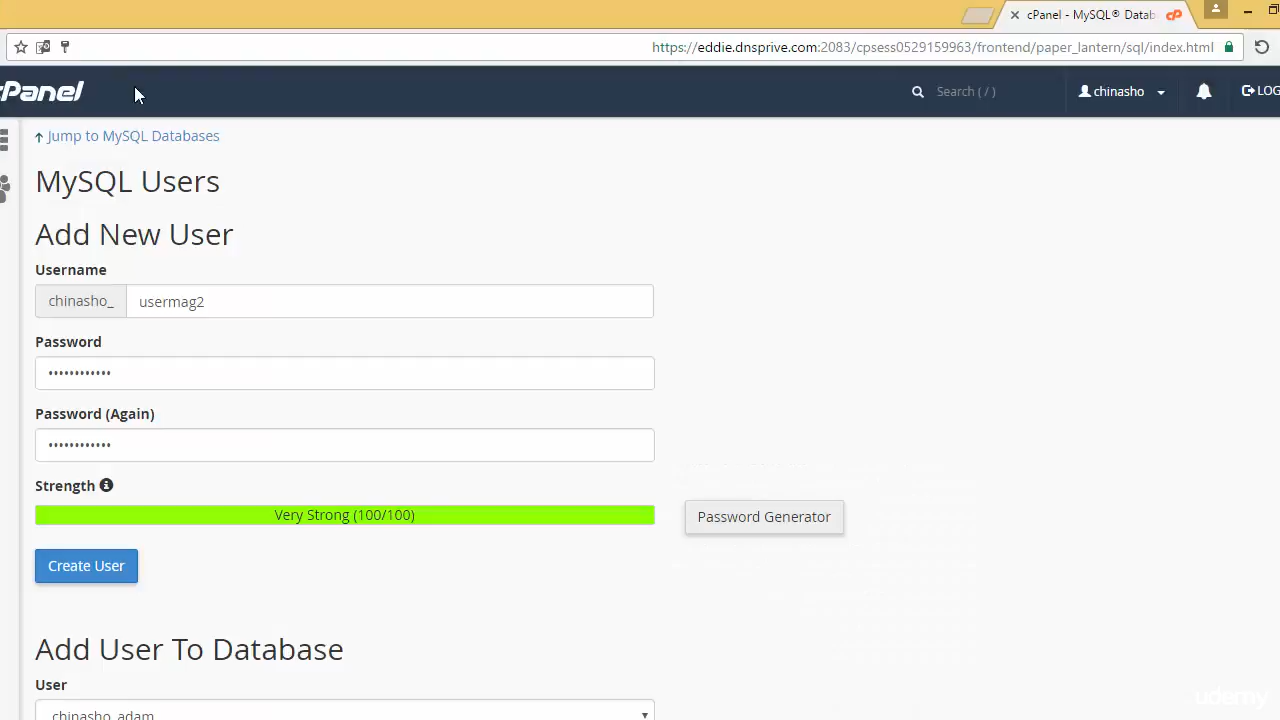 cPanel - MySQL® Datab
https://eddie.dnsprive.com:2083/cpsess0529159963/frontend/paper_lantern/sql/index.html
cPanel
Search ( / )
chinasho
LOG
Jump to MySQL Databases
MySQL Users
Add New User
Username
chinasho_ usermag2
Password
••••••••••••
Password (Again)
••••••••••••
Strength
Very Strong (100/100)
Password Generator
Create User
Add User To Database
User
chinasho_adam
udemy